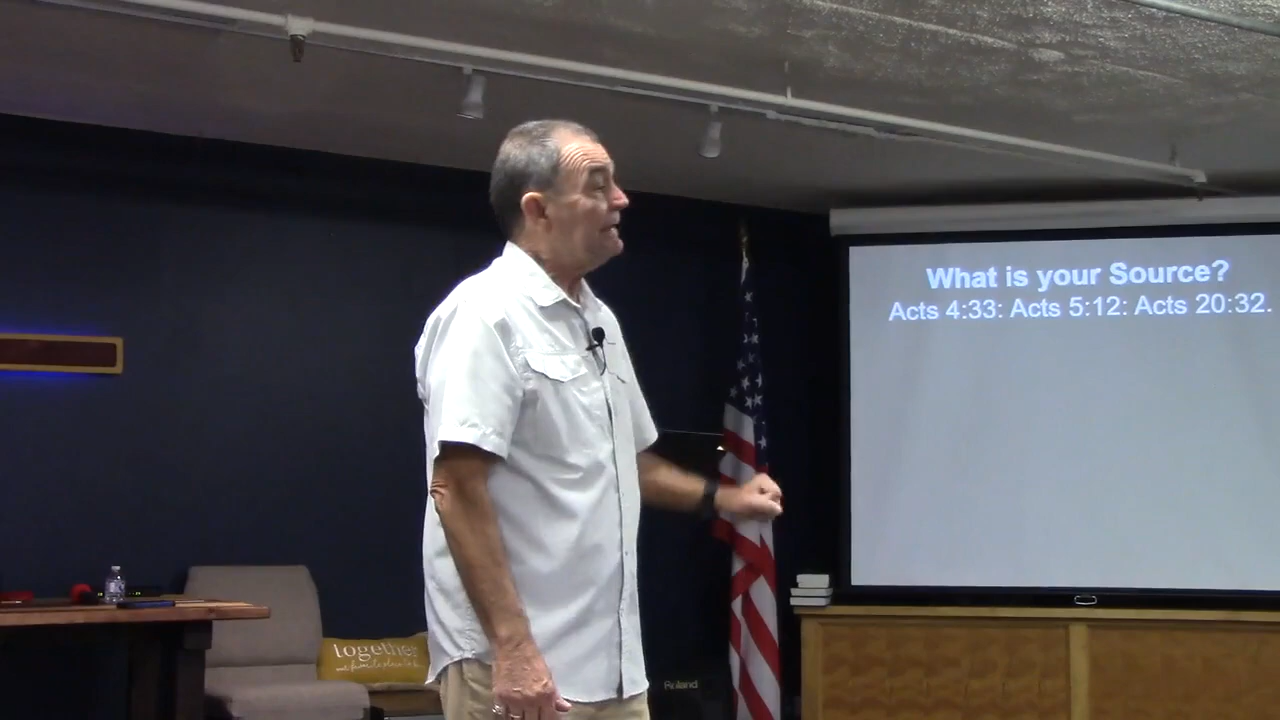 What is your Source?
Acts 4:33: Acts 5:12: Acts 20:32.
together
Roland